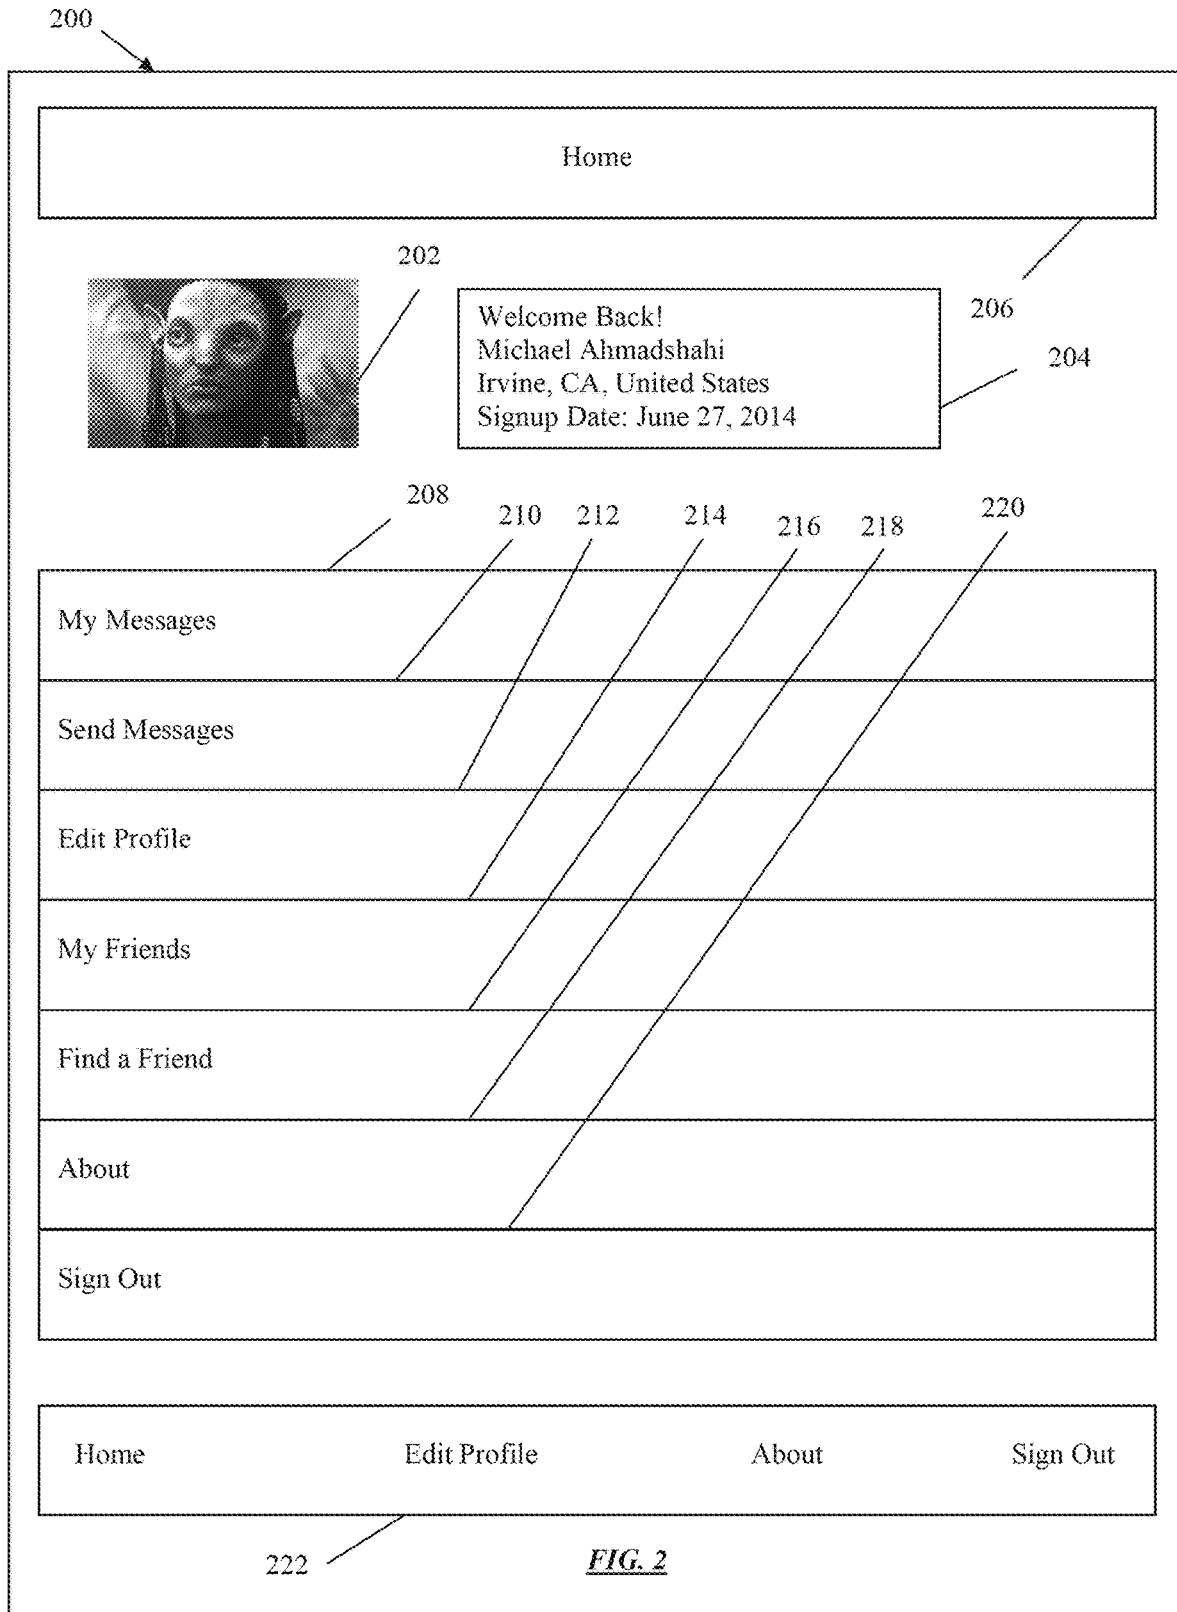 200
Home
202
206
Welcome Back!
Michael Ahmadshahi
Irvine, CA, United States
Signup Date: June 27, 2014
204
208
210
212
214
216
218
220
My Messages
Send Messages
Edit Profile
My Friends
Find a Friend
About
Sign Out
Home Edit Profile About Sign Out
222
FIG. 2